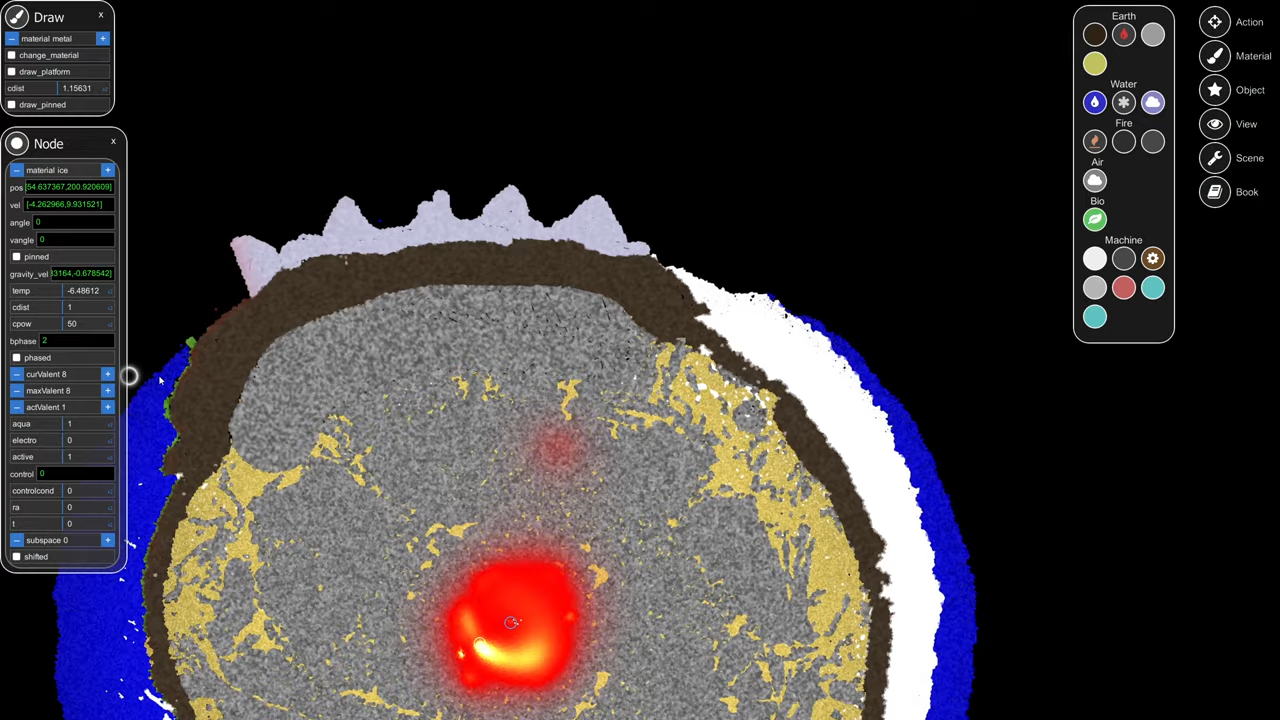 Draw
x
material metal
change_material
draw_platform
cdist 1.15631
draw_pinned
Node
x
material ice
pos 54.637367,200.920609]
vel [-4.262966,9.931521]
angle 0
vangle 0
pinned
gravity_vel 33164,-0.678542]
temp -6.48612
cdist 1
cpow 50
bphase 2
phased
curValent 8
maxValent 8
actValent 1
aqua 1
electro 0
active 1
control 0
controlcond 0
ra 0
t 0
subspace 0
shifted
Earth
Water
Fire
Air
Bio
Machine
Action
Material
Object
View
Scene
Book